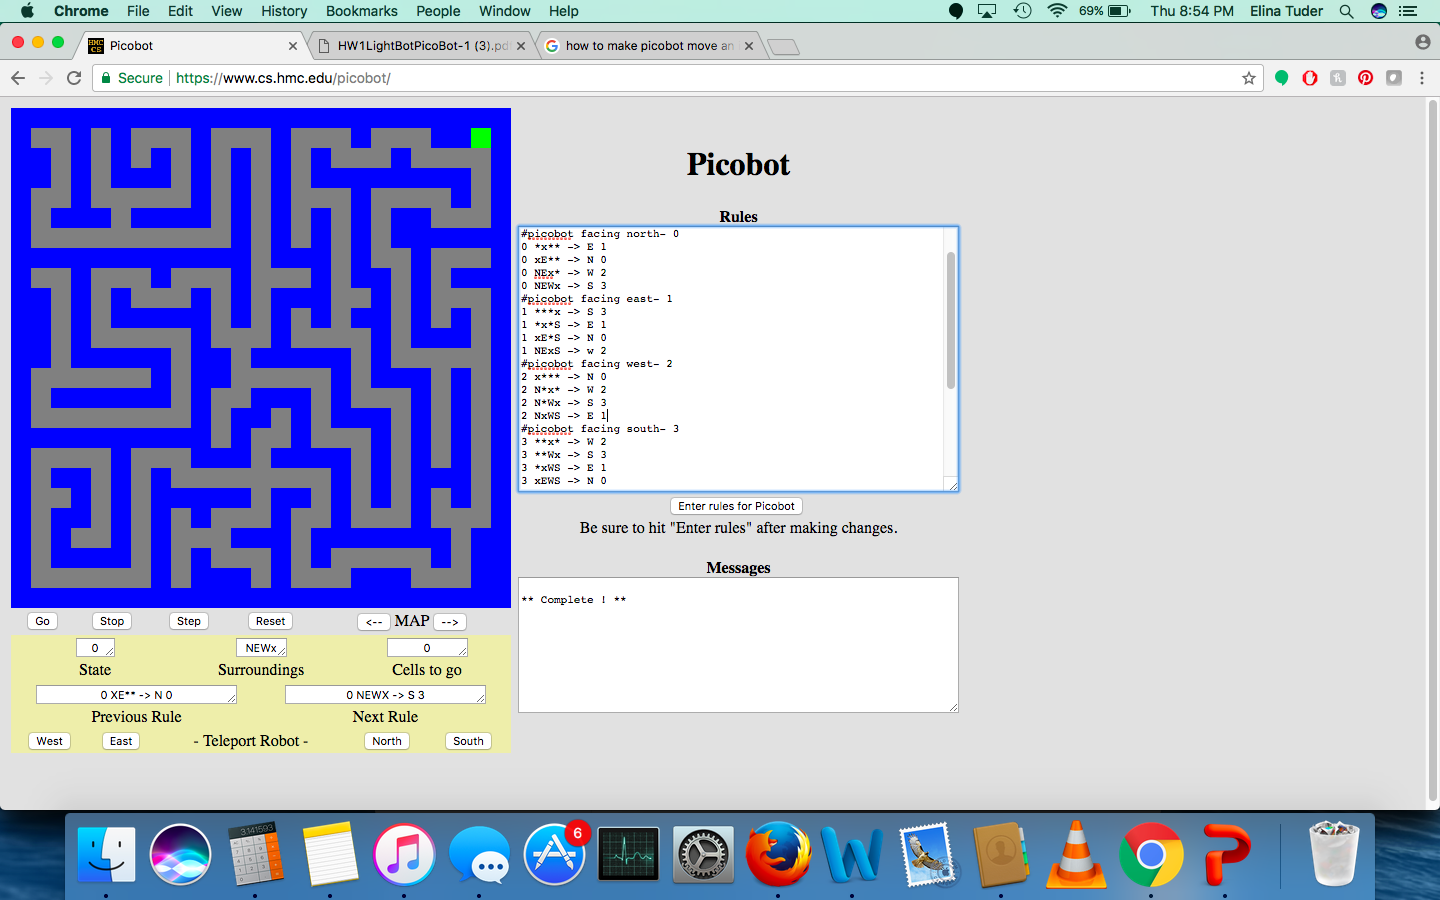 Chrome File Edit View History Bookmarks People Window Help 69% Thu 8:54 PM Elina Tuder
HMC CS Picobot HW1LightBotPicoBot-1 (3).pd how to make picobot move an
Secure https://www.cs.hmc.edu/picobot/
Picobot
Rules
#picobot facing north- 0
0 *x** -> E 1
0 xE** -> N 0
0 NEx* -> W 2
0 NEWx -> S 3
#picobot facing east- 1
1 ***x -> S 3
1 *x*S -> E 1
1 xE*S -> N 0
1 NExS -> w 2
#picobot facing west- 2
2 x*** -> N 0
2 N*x* -> W 2
2 N*Wx -> S 3
2 NxWS -> E 1
#picobot facing south- 3
3 **x* -> W 2
3 **Wx -> S 3
3 *xWS -> E 1
3 xEWS -> N 0
Enter rules for Picobot
Be sure to hit "Enter rules" after making changes.
Messages
** Complete ! **
Go Stop Step Reset <-- MAP -->
0 NEWx 0
State Surroundings Cells to go
0 XE** -> N 0 0 NEWX -> S 3
Previous Rule Next Rule
West East - Teleport Robot - North South
3.141593
6